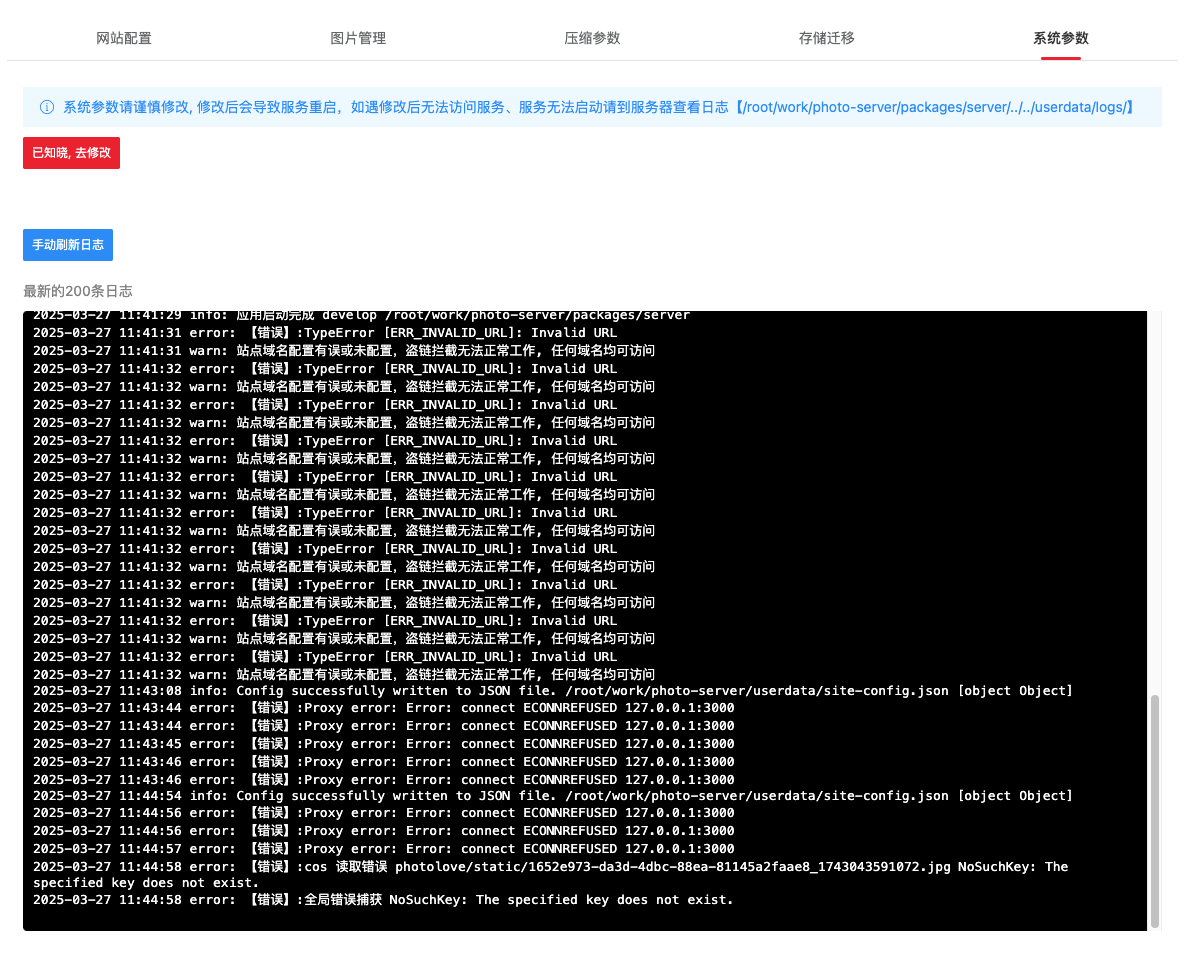 网站配置
图片管理
压缩参数
存储迁移
系统参数
系统参数请谨慎修改, 修改后会导致服务重启，如遇修改后无法访问服务、服务无法启动请到服务器查看日志【/root/work/photo-server/packages/server/../../userdata/logs/】
已知晓, 去修改
手动刷新日志
最新的200条日志
2025-03-27 11:41:29 info: 应用启动完成 develop /root/work/photo-server/packages/server
2025-03-27 11:41:31 error: 【错误】:TypeError [ERR_INVALID_URL]: Invalid URL
2025-03-27 11:41:31 warn: 站点域名配置有误或未配置，盗链拦截无法正常工作, 任何域名均可访问
2025-03-27 11:41:32 error: 【错误】:TypeError [ERR_INVALID_URL]: Invalid URL
2025-03-27 11:41:32 warn: 站点域名配置有误或未配置，盗链拦截无法正常工作, 任何域名均可访问
2025-03-27 11:41:32 error: 【错误】:TypeError [ERR_INVALID_URL]: Invalid URL
2025-03-27 11:41:32 warn: 站点域名配置有误或未配置，盗链拦截无法正常工作, 任何域名均可访问
2025-03-27 11:41:32 error: 【错误】:TypeError [ERR_INVALID_URL]: Invalid URL
2025-03-27 11:41:32 warn: 站点域名配置有误或未配置，盗链拦截无法正常工作, 任何域名均可访问
2025-03-27 11:41:32 error: 【错误】:TypeError [ERR_INVALID_URL]: Invalid URL
2025-03-27 11:41:32 warn: 站点域名配置有误或未配置，盗链拦截无法正常工作, 任何域名均可访问
2025-03-27 11:41:32 error: 【错误】:TypeError [ERR_INVALID_URL]: Invalid URL
2025-03-27 11:41:32 warn: 站点域名配置有误或未配置，盗链拦截无法正常工作, 任何域名均可访问
2025-03-27 11:41:32 error: 【错误】:TypeError [ERR_INVALID_URL]: Invalid URL
2025-03-27 11:41:32 warn: 站点域名配置有误或未配置，盗链拦截无法正常工作, 任何域名均可访问
2025-03-27 11:41:32 error: 【错误】:TypeError [ERR_INVALID_URL]: Invalid URL
2025-03-27 11:41:32 warn: 站点域名配置有误或未配置，盗链拦截无法正常工作, 任何域名均可访问
2025-03-27 11:41:32 error: 【错误】:TypeError [ERR_INVALID_URL]: Invalid URL
2025-03-27 11:41:32 warn: 站点域名配置有误或未配置，盗链拦截无法正常工作, 任何域名均可访问
2025-03-27 11:41:32 error: 【错误】:TypeError [ERR_INVALID_URL]: Invalid URL
2025-03-27 11:41:32 warn: 站点域名配置有误或未配置，盗链拦截无法正常工作, 任何域名均可访问
2025-03-27 11:43:08 info: Config successfully written to JSON file. /root/work/photo-server/userdata/site-config.json [object Object]
2025-03-27 11:43:44 error: 【错误】:Proxy error: Error: connect ECONNREFUSED 127.0.0.1:3000
2025-03-27 11:43:44 error: 【错误】:Proxy error: Error: connect ECONNREFUSED 127.0.0.1:3000
2025-03-27 11:43:45 error: 【错误】:Proxy error: Error: connect ECONNREFUSED 127.0.0.1:3000
2025-03-27 11:43:46 error: 【错误】:Proxy error: Error: connect ECONNREFUSED 127.0.0.1:3000
2025-03-27 11:43:46 error: 【错误】:Proxy error: Error: connect ECONNREFUSED 127.0.0.1:3000
2025-03-27 11:44:54 info: Config successfully written to JSON file. /root/work/photo-server/userdata/site-config.json [object Object]
2025-03-27 11:44:56 error: 【错误】:Proxy error: Error: connect ECONNREFUSED 127.0.0.1:3000
2025-03-27 11:44:56 error: 【错误】:Proxy error: Error: connect ECONNREFUSED 127.0.0.1:3000
2025-03-27 11:44:57 error: 【错误】:Proxy error: Error: connect ECONNREFUSED 127.0.0.1:3000
2025-03-27 11:44:58 error: 【错误】:cos 读取错误 photolove/static/1652e973-da3d-4dbc-88ea-81145a2faae8_1743043591072.jpg NoSuchKey: The
specified key does not exist.
2025-03-27 11:44:58 error: 【错误】:全局错误捕获 NoSuchKey: The specified key does not exist.